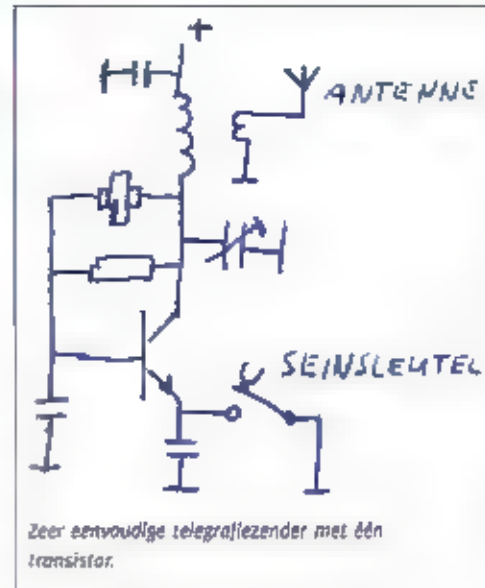 +
ANTENNE
SEINSLEUTEL
Zeer eenvoudige telegrafiezender met één
transistor.